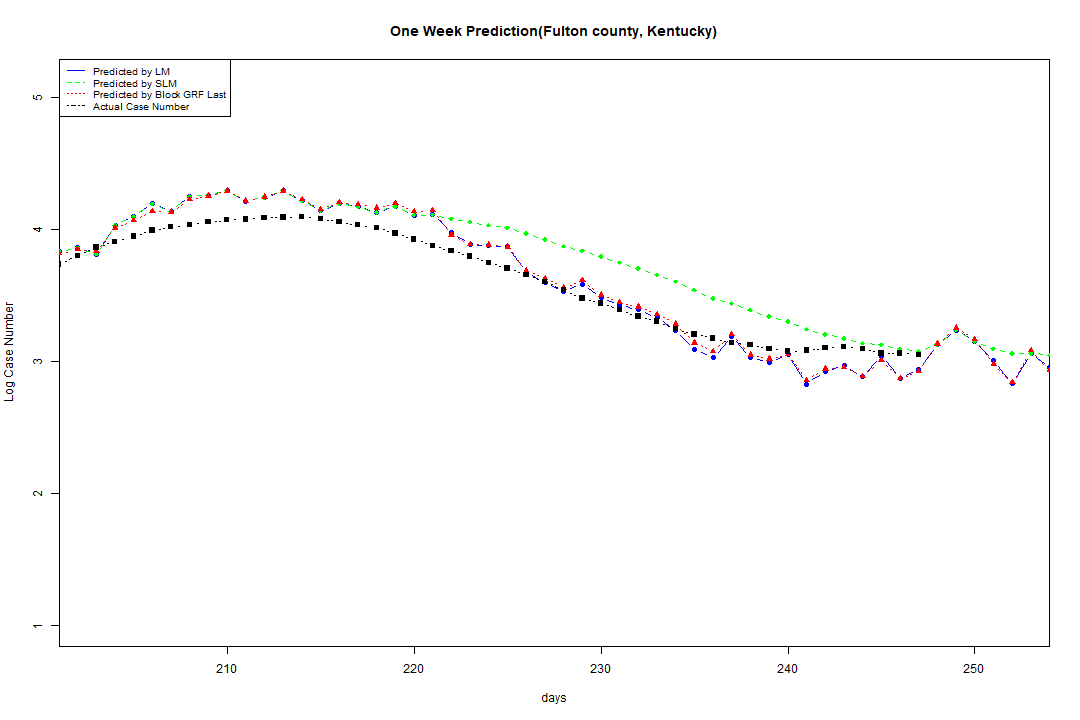 One Week Prediction(Fulton county, Kentucky)
Predicted by LM
Predicted by SLM
Predicted by Block GRF Last
Actual Case Number
5
4
3
2
1
Log Case Number
210 220 230 240 250
days